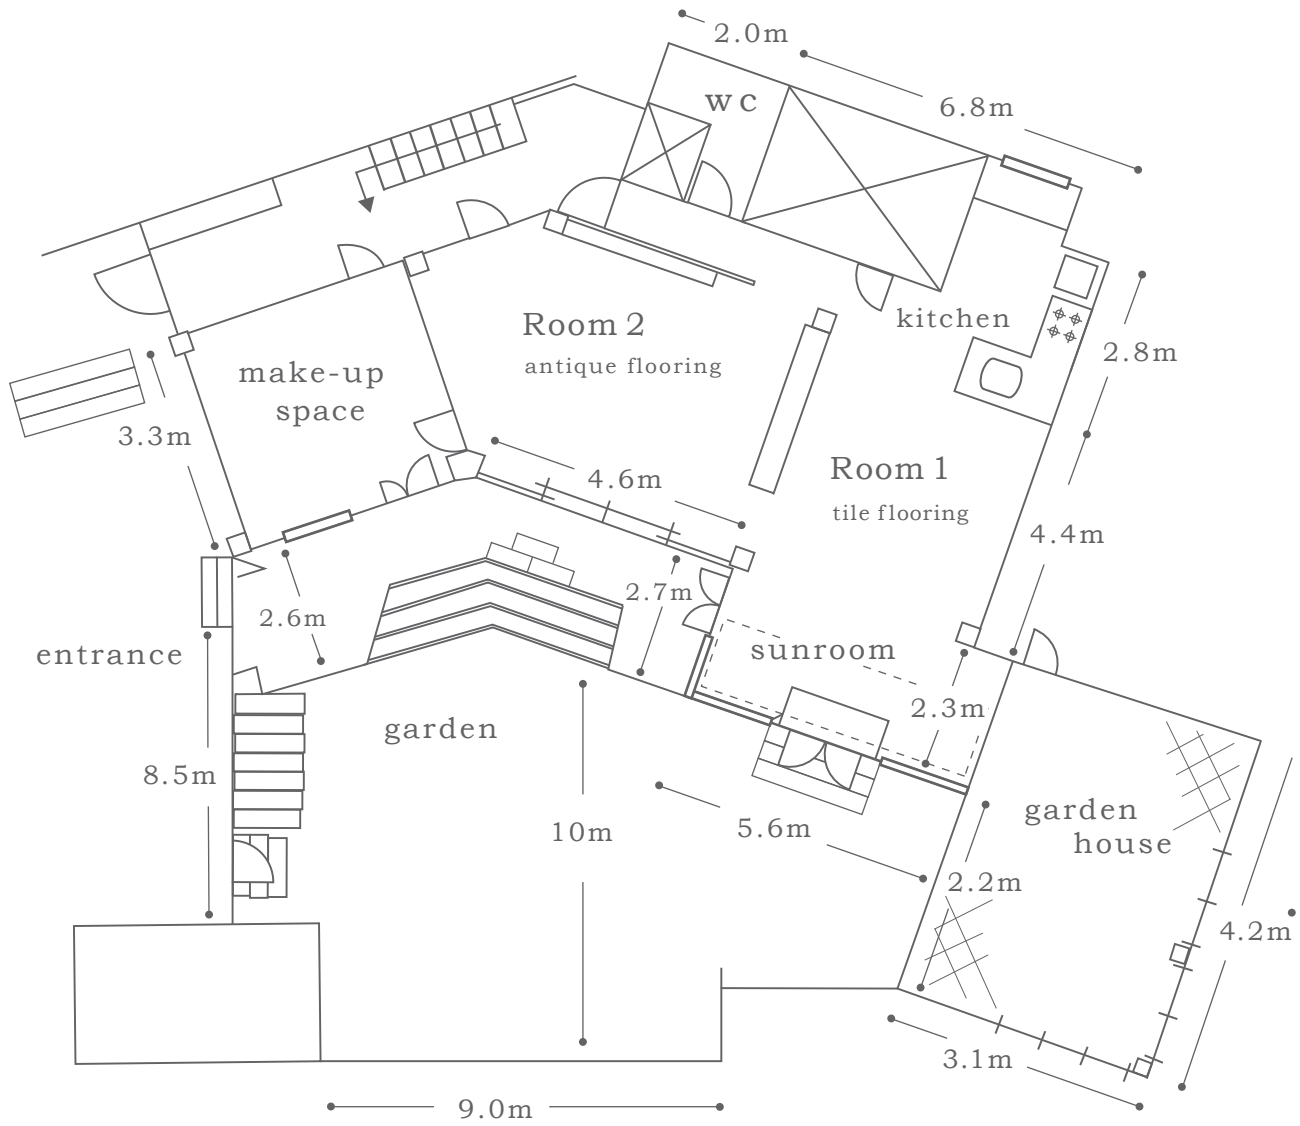 2.0m
6.8m
wc
kitchen
Room 2
antique flooring
2.8m
make-up
space
3.3m
4.6m
Room 1
tile flooring
4.4m
2.6m
2.7m
entrance
sunroom
2.3m
garden
8.5m
10m
5.6m
garden
house
2.2m
4.2m
3.1m
9.0m